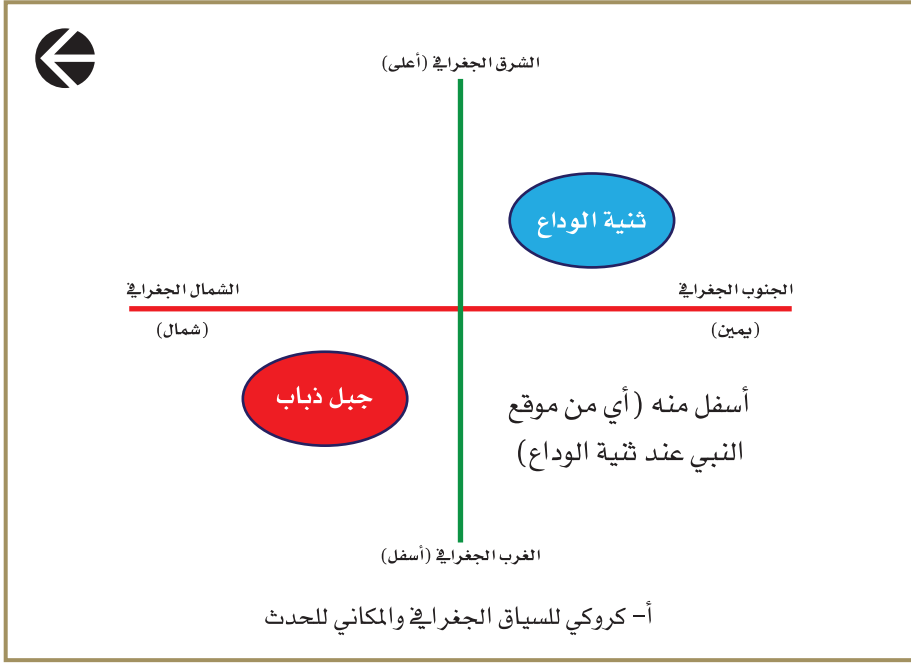 الشرق الجغرافي (أعلى)
ثنية الوداع
الجنوب الجغرافي
الشمال الجغرافي
(يمين)
(شمال)
جبل ذباب
أسفل منه (أي من موقع
النبي عند ثنية الوداع)
الغرب الجغرافي (أسفل)
أ- كروكي للسياق الجغرافي والمكاني للحدث